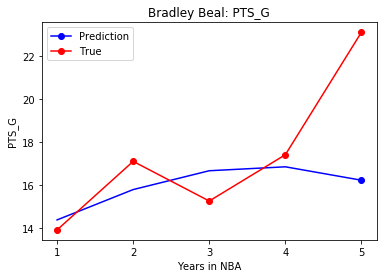 Bradley Beal: PTS_G
Prediction
True
PTS_G
22
20
18
16
14
1 2 3 4 5
Years in NBA